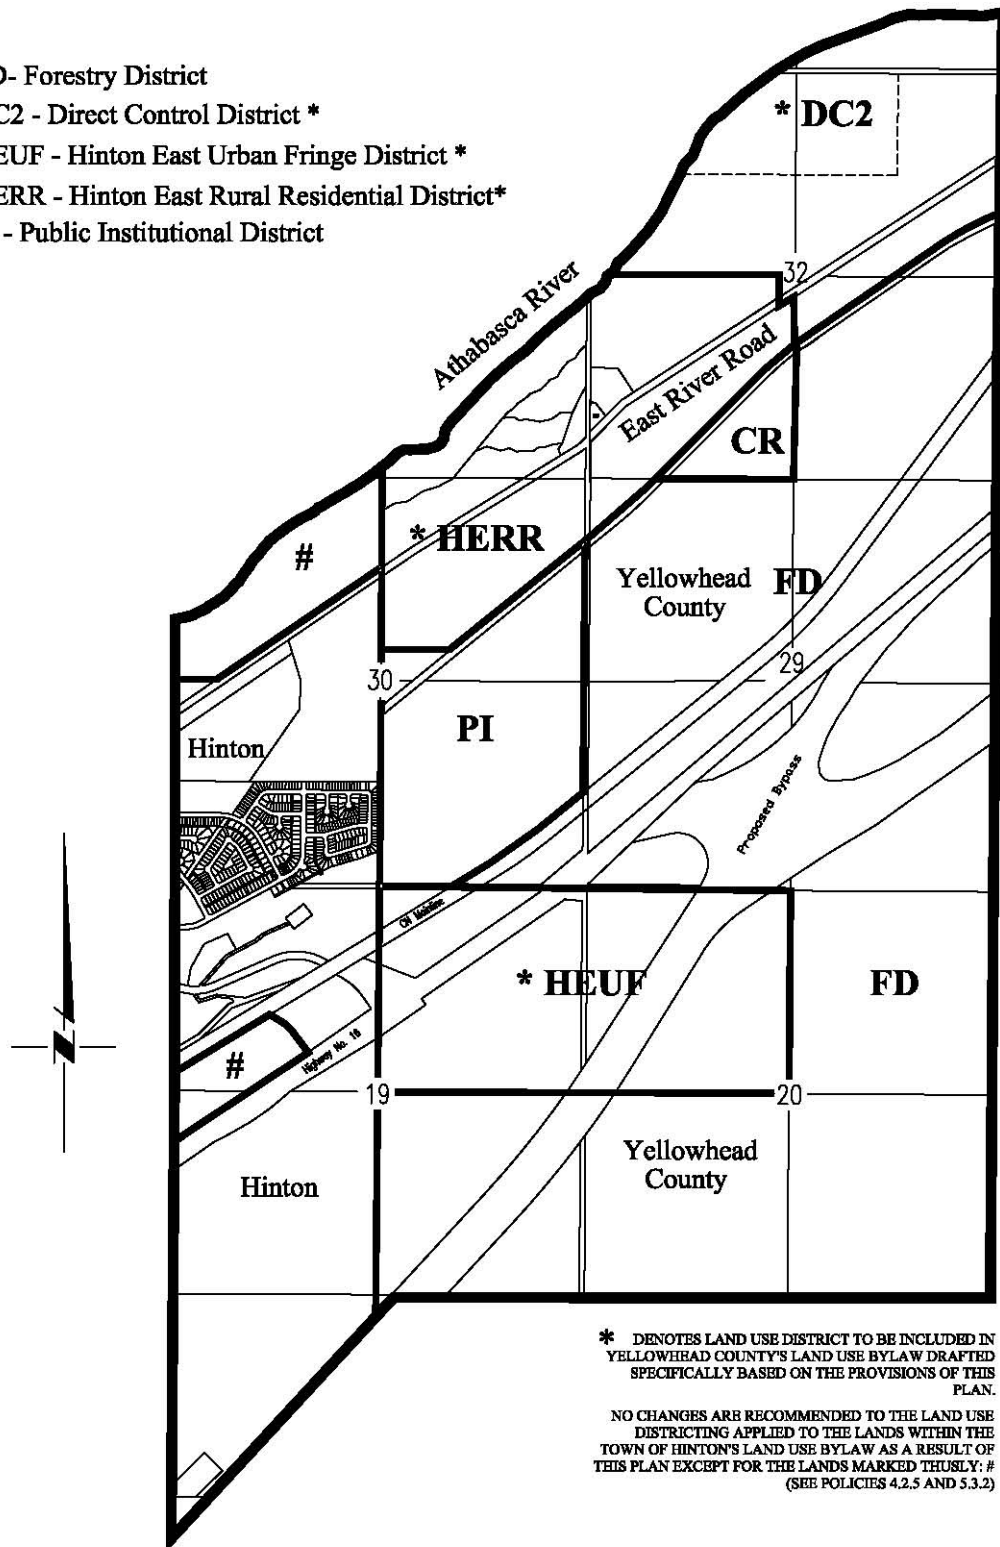 D- Forestry District
C2 - Direct Control District *
EUF - Hinton East Urban Fringe District *
ERR - Hinton East Rural Residential District*
- Public Institutional District
* DC2
32
Athabasca River
East River Road
CR
* HERR
#
Yellowhead
County
FD
29
30
PI
Hinton
Proposed Bypass
CN Mainline
* HEUF
FD
#
Highway No. 16
19
20
Yellowhead
County
Hinton
N
* DENOTES LAND USE DISTRICT TO BE INCLUDED IN
YELLOWHEAD COUNTY'S LAND USE BYLAW DRAFTED
SPECIFICALLY BASED ON THE PROVISIONS OF THIS
PLAN.
NO CHANGES ARE RECOMMENDED TO THE LAND USE
DISTRICTING APPLIED TO THE LANDS WITHIN THE
TOWN OF HINTON'S LAND USE BYLAW AS A RESULT OF
THIS PLAN EXCEPT FOR THE LANDS MARKED THUSLY: #
(SEE POLICIES 4.2.5 AND 5.3.2)